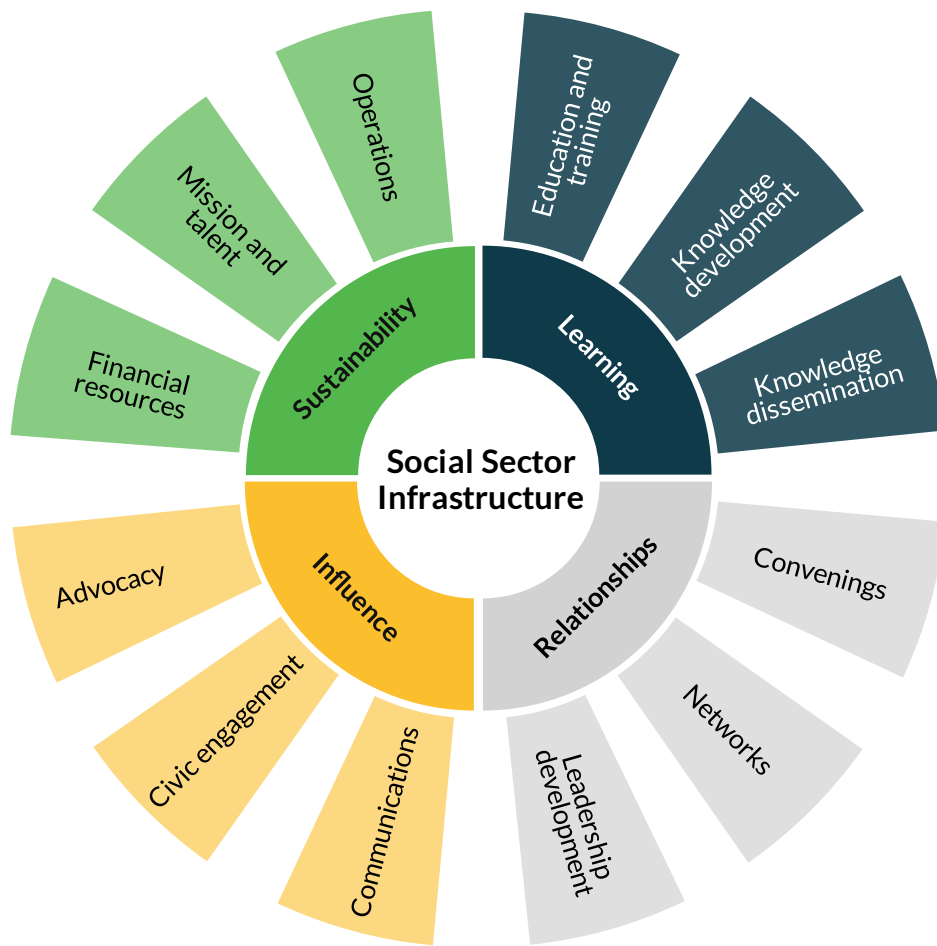 Social Sector
Infrastructure
Sustainability
Operations
Mission and
talent
Financial
resources
Learning
Education and
training
Knowledge
development
Knowledge
dissemination
Relationships
Convenings
Networks
Leadership
development
Influence
Communications
Civic engagement
Advocacy